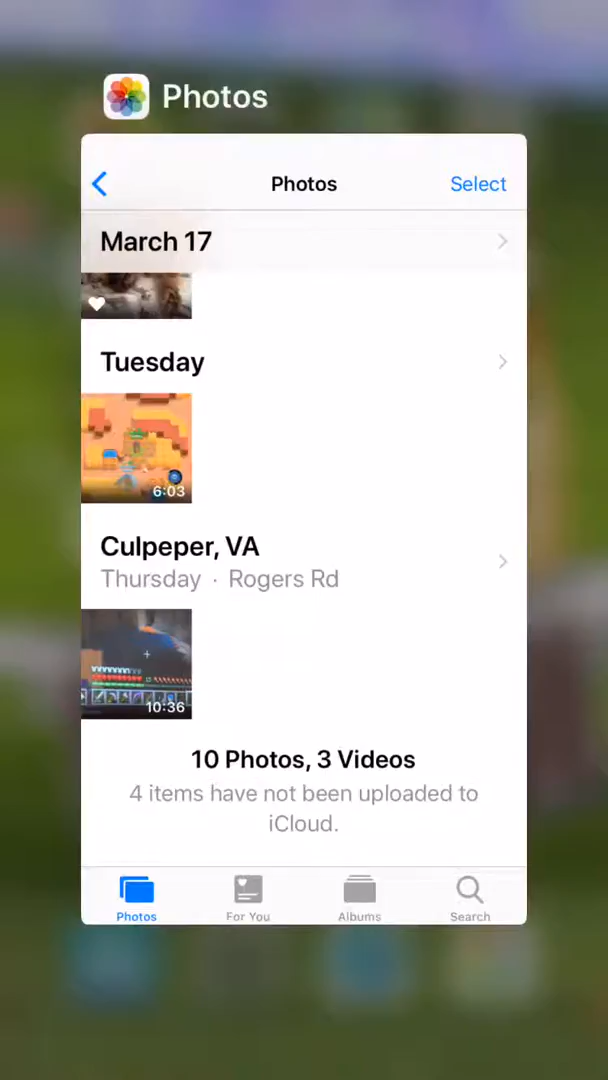 Photos
Photos
Select
March 17
Tuesday
6:03
Culpeper, VA
Thursday · Rogers Rd
10:36
10 Photos, 3 Videos
4 items have not been uploaded to
iCloud.
Photos
For You
Albums
Search